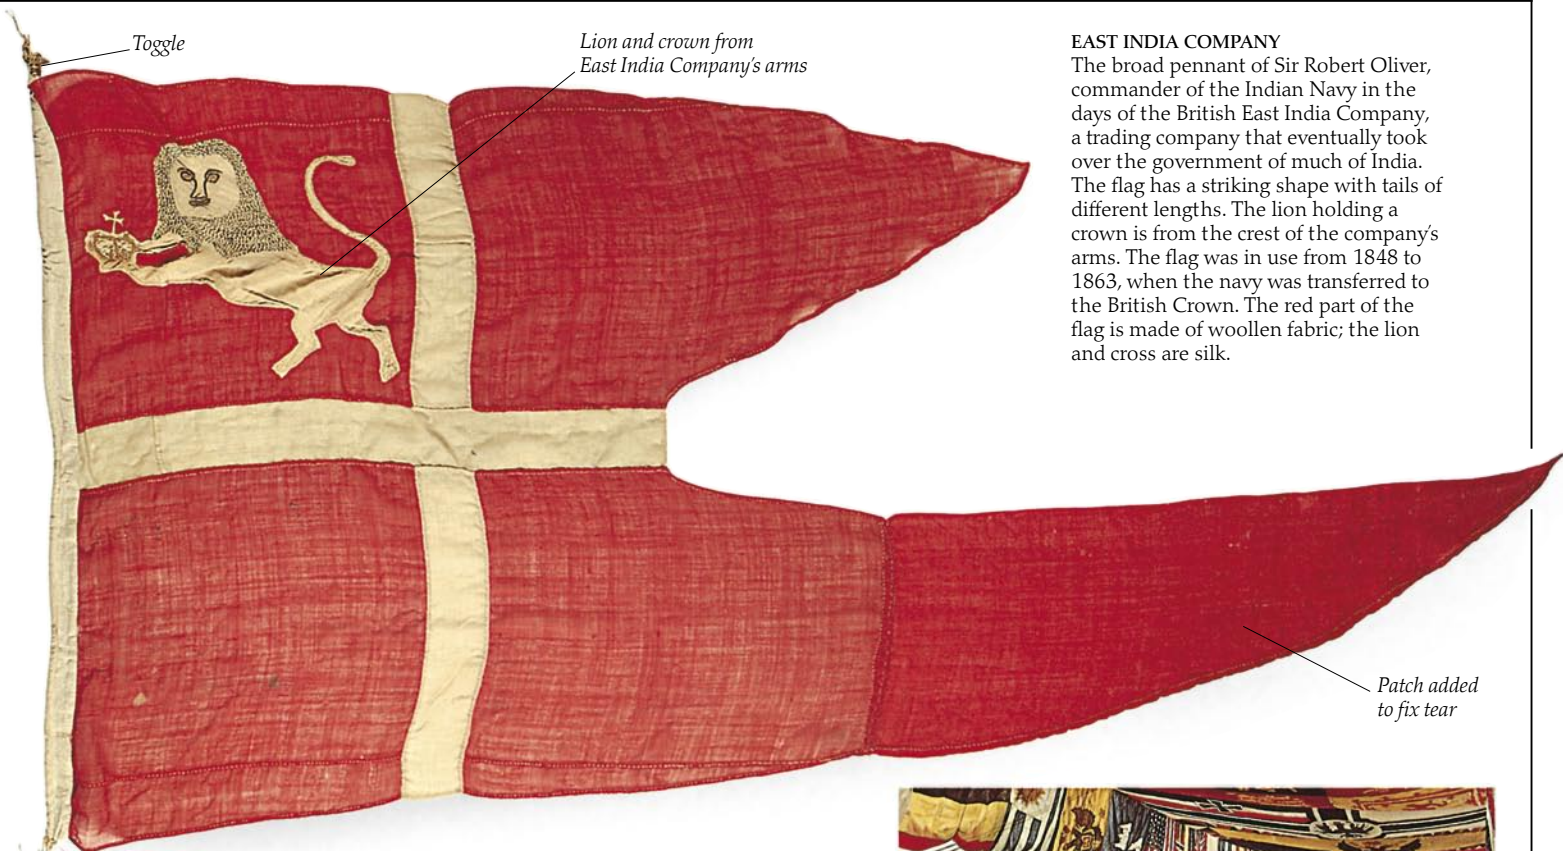 Toggle
Lion and crown from
East India Company's arms
EAST INDIA COMPANY
The broad pennant of Sir Robert Oliver,
commander of the Indian Navy in the
days of the British East India Company,
a trading company that eventually took
over the government of much of India.
The flag has a striking shape with tails of
different lengths. The lion holding a
crown is from the crest of the company's
arms. The flag was in use from 1848 to
1863, when the navy was transferred to
the British Crown. The red part of the
flag is made of woollen fabric; the lion
and cross are silk.
Patch added
to fix tear